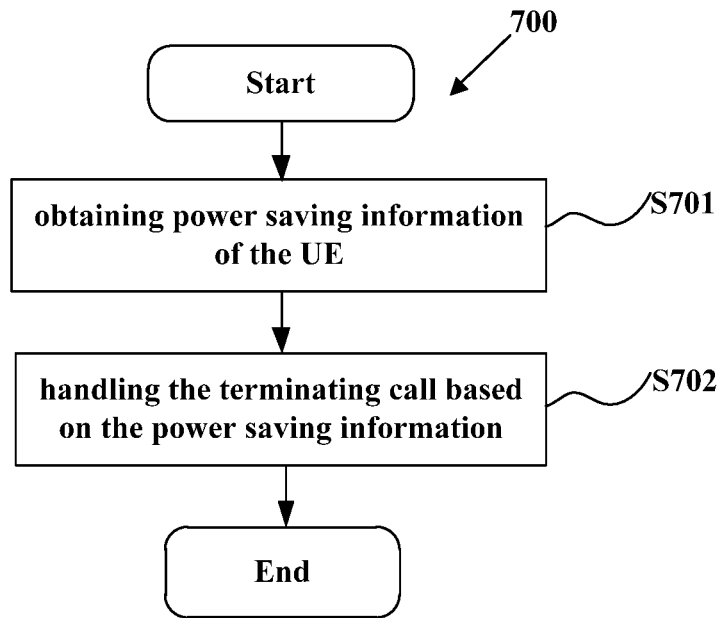 700
Start
obtaining power saving information
of the UE
S701
handling the terminating call based
on the power saving information
S702
End